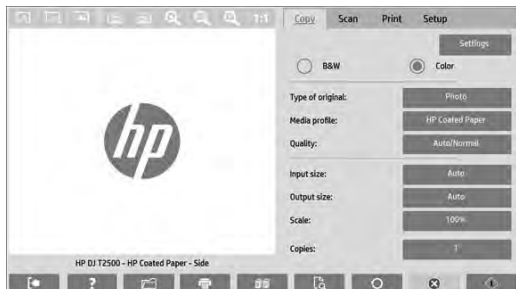 1:1
Copy Scan Print Setup
Settings
B&W Color
Type of original: Photo
Media profile: HP Coated Paper
Quality: Auto/Normal
Input size: Auto
Output size: Auto
Scale: 100%
Copies: 1
hp
HP DJ T2500 - HP Coated Paper - Side
?